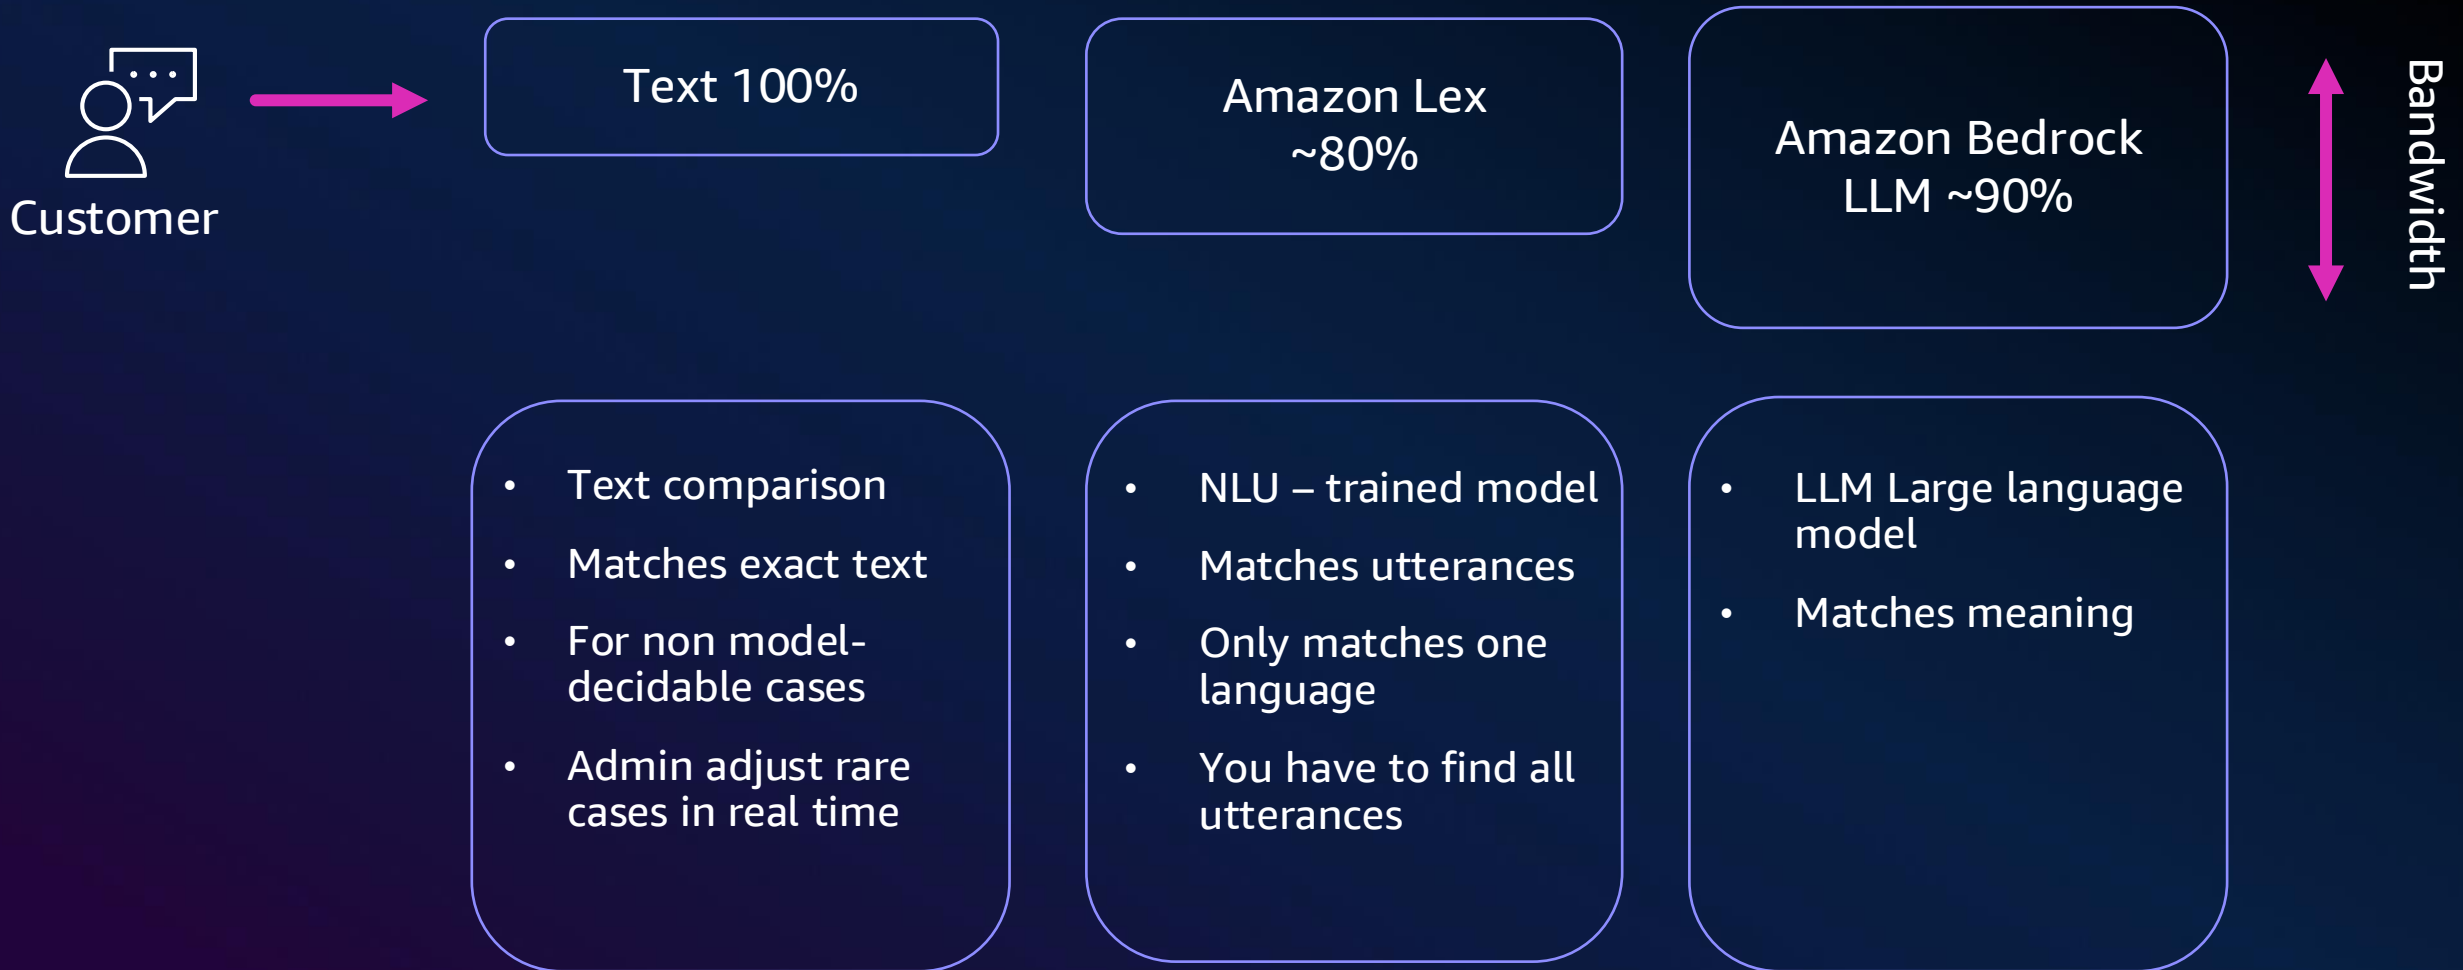 Customer
Text 100%
Amazon Lex
~80%
Amazon Bedrock
LLM ~90%
Bandwidth
• Text comparison
• Matches exact text
• For non model-
decidable cases
• Admin adjust rare
cases in real time
• NLU – trained model
• Matches utterances
• Only matches one
language
• You have to find all
utterances
• LLM Large language
model
• Matches meaning